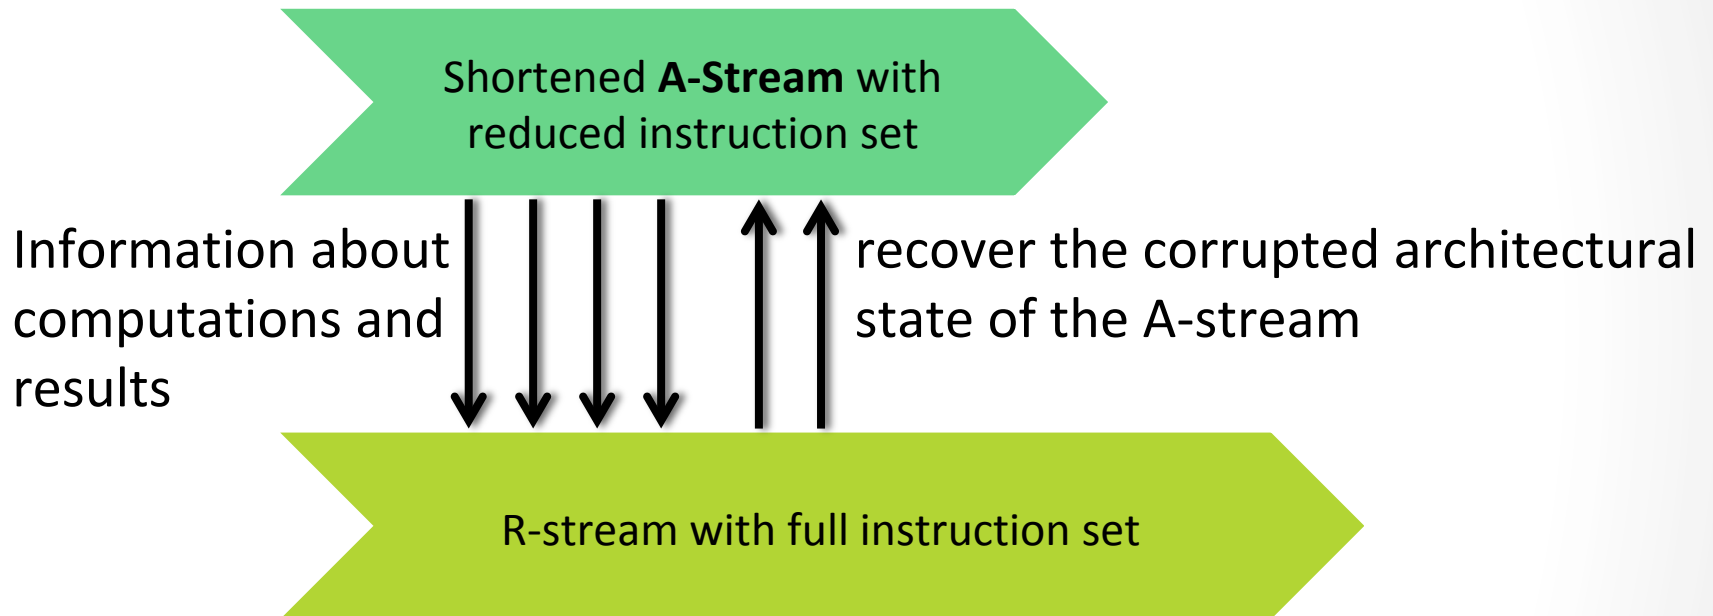 Shortened A-Stream with
reduced instruction set
Information about
computations and
results
recover the corrupted architectural
state of the A-stream
R-stream with full instruction set